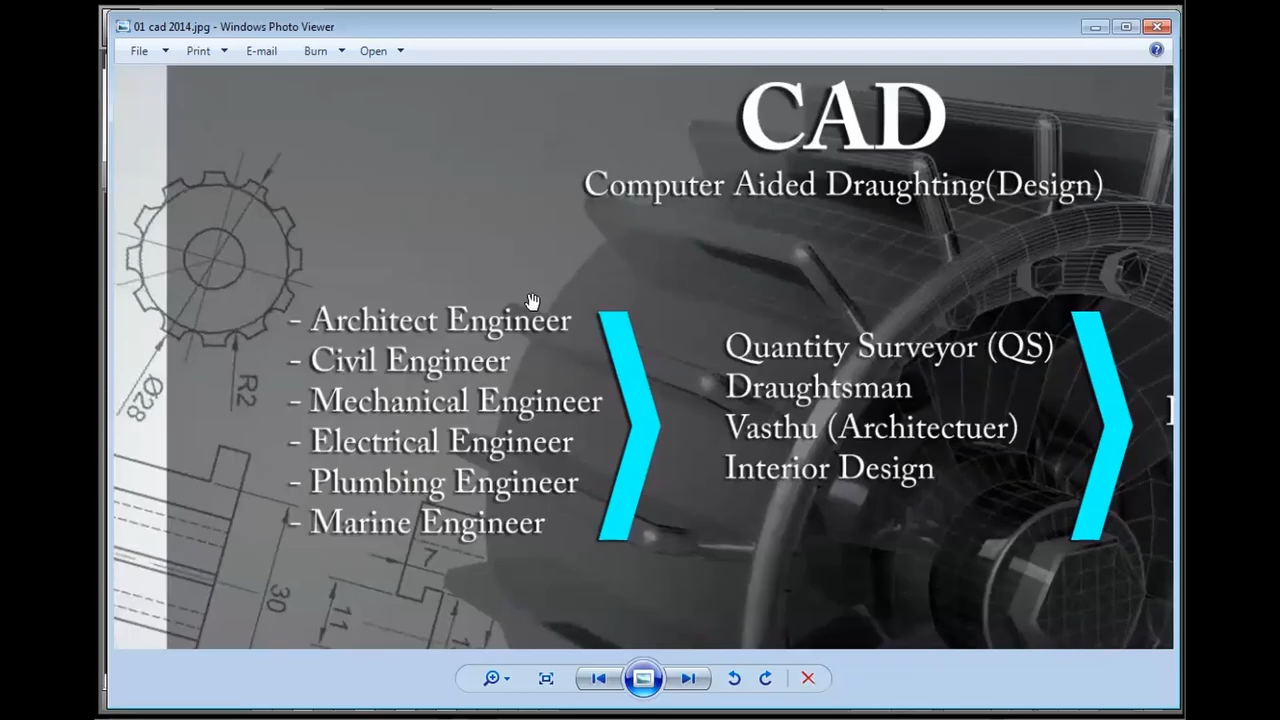 01 cad 2014.jpg - Windows Photo Viewer
File Print E-mail Burn Open
CAD
Computer Aided Draughting(Design)
- Architect Engineer
- Civil Engineer
- Mechanical Engineer
- Electrical Engineer
- Plumbing Engineer
- Marine Engineer
Quantity Surveyor (QS)
Draughtsman
Vasthu (Architectuer)
Interior Design
Ø28
R2
30
11
7